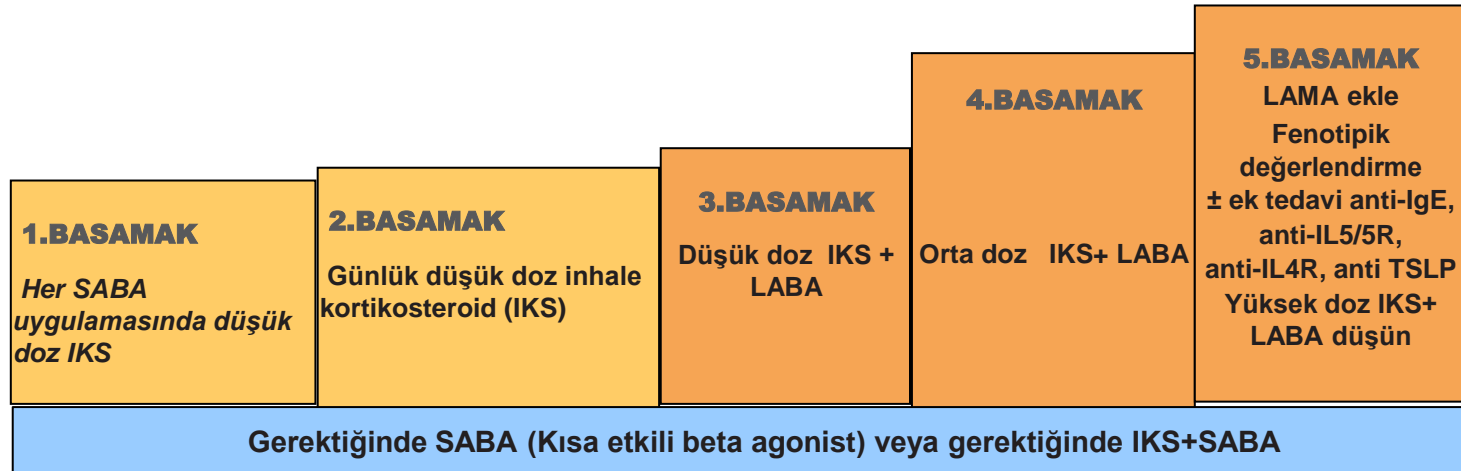 1.BASAMAK
Her SABA
uygulamasında düşük
doz IKS
2.BASAMAK
Günlük düşük doz inhale
kortikosteroid (IKS)
3.BASAMAK
Düşük doz IKS +
LABA
4.BASAMAK
Orta doz IKS+ LABA
5.BASAMAK
LAMA ekle
Fenotipik
değerlendirme
± ek tedavi anti-IgE,
anti-IL5/5R,
anti-IL4R, anti TSLP
Yüksek doz IKS+
LABA düşün
Gerektiğinde SABA (Kısa etkili beta agonist) veya gerektiğinde IKS+SABA